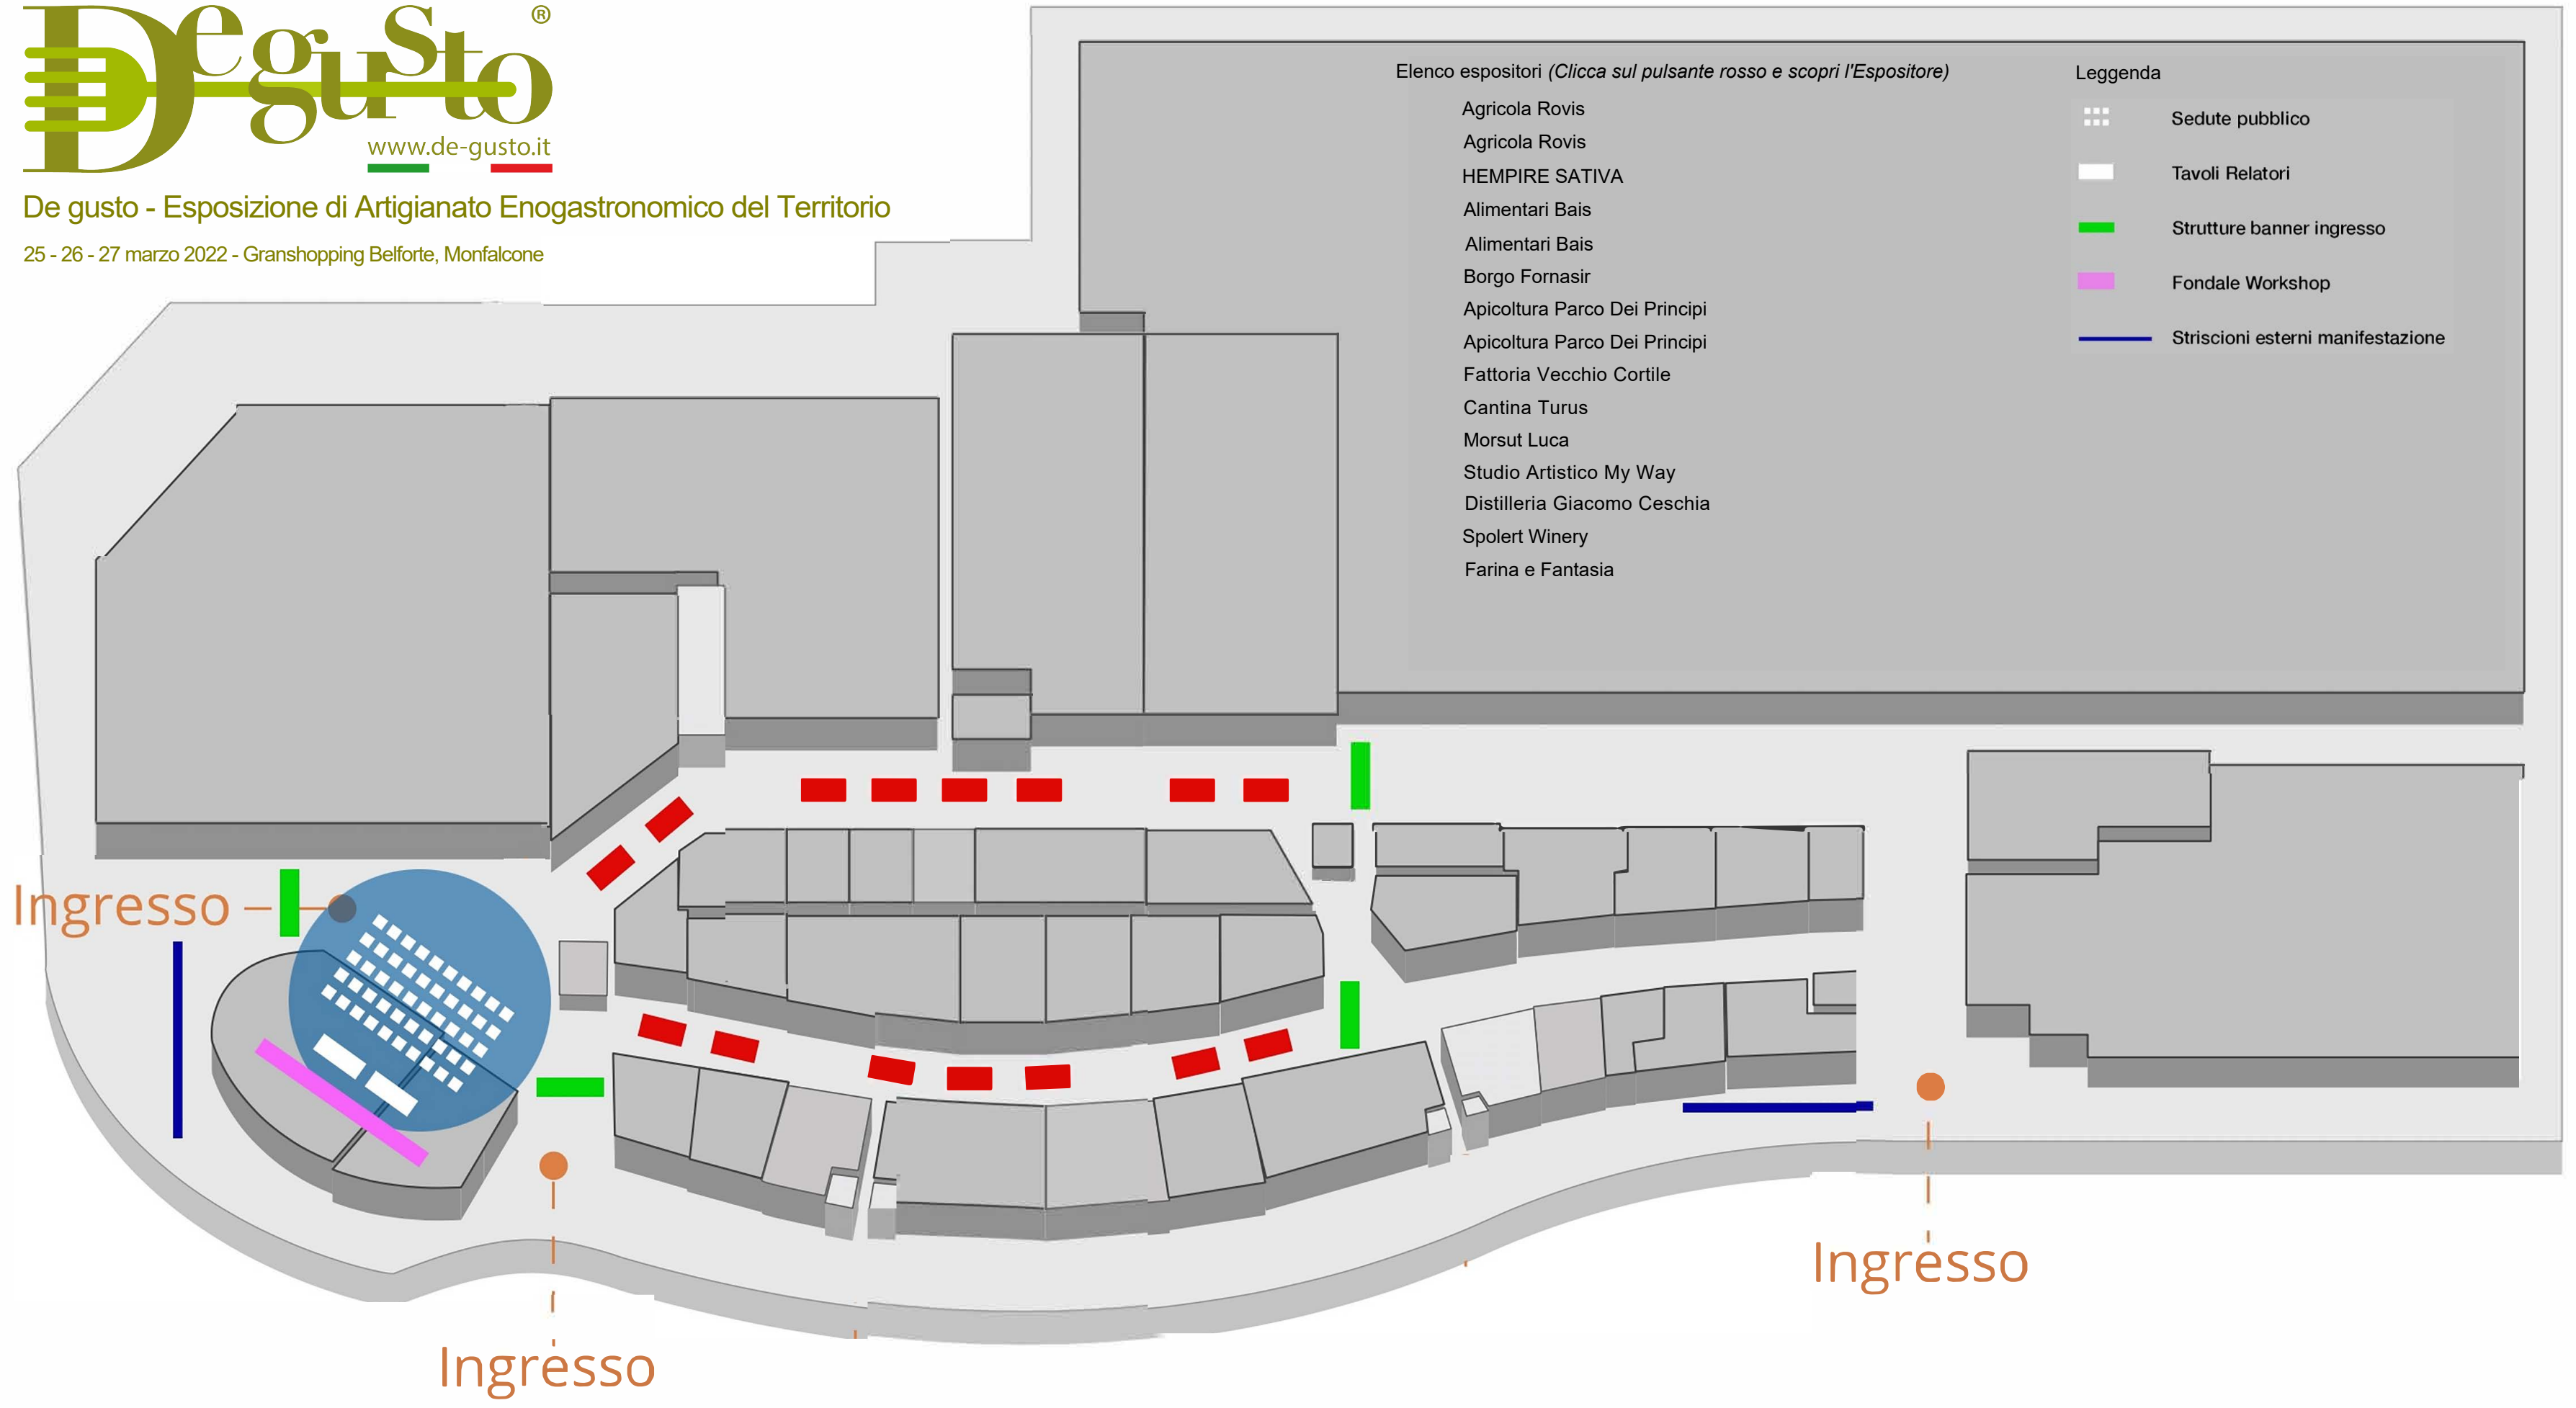 De gusto ®
www.de-gusto.it
De gusto - Esposizione di Artigianato Enogastronomico del Territorio
25 - 26 - 27 marzo 2022 - Granshopping Belforte, Monfalcone
Elenco espositori (Clicca sul pulsante rosso e scopri l'Espositore)
Agricola Rovis
Agricola Rovis
HEMPIRE SATIVA
Alimentari Bais
Alimentari Bais
Borgo Fornasir
Apicoltura Parco Dei Principi
Apicoltura Parco Dei Principi
Fattoria Vecchio Cortile
Cantina Turus
Morsut Luca
Studio Artistico My Way
Distilleria Giacomo Ceschia
Spolert Winery
Farina e Fantasia
Leggenda
Sedute pubblico
Tavoli Relatori
Strutture banner ingresso
Fondale Workshop
Striscioni esterni manifestazione
Ingresso
Ingresso
Ingresso